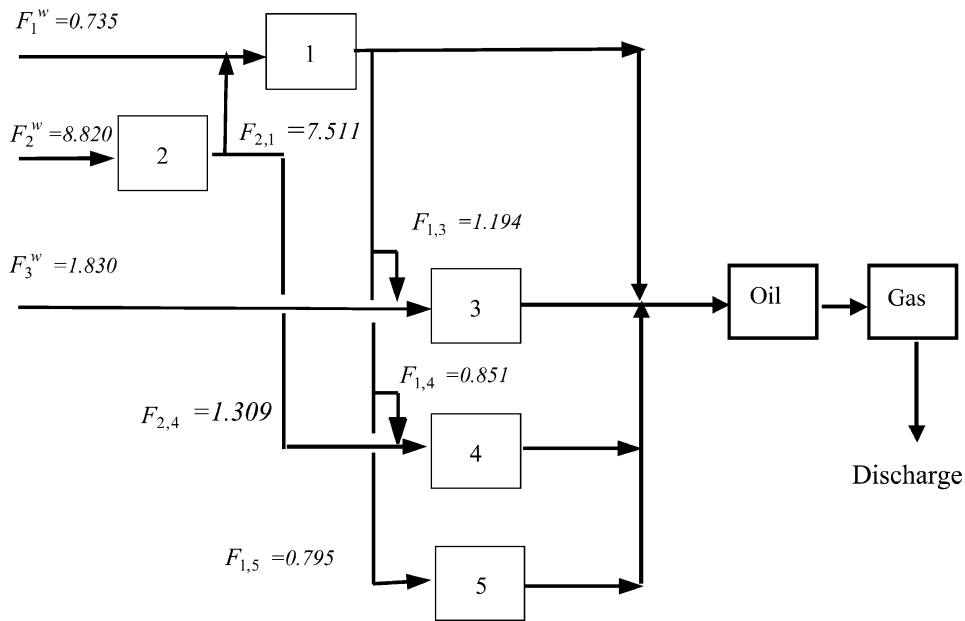 F₁ʷ =0.735
1
F₂ʷ =8.820
2
F₂,₁ =7.511
F₁,₃ =1.194
F₃ʷ =1.830
3
Oil
Gas
F₁,₄ =0.851
F₂,₄ =1.309
4
Discharge
F₁,₅ =0.795
5